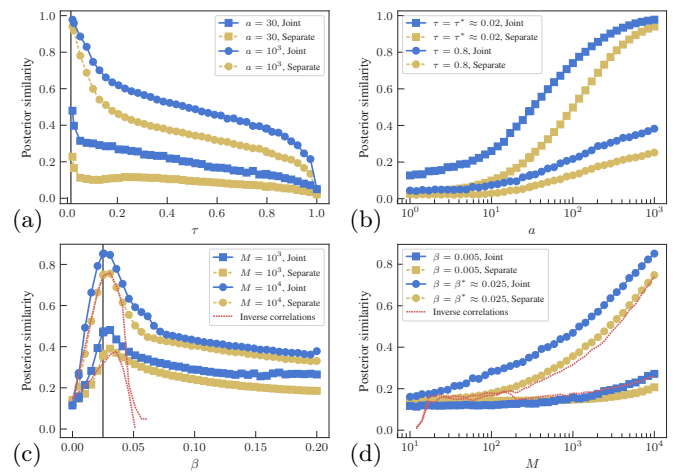 1.0
0.8
0.6
0.4
0.2
0.0
Posterior similarity
a = 30, Joint
a = 30, Separate
a = 10³, Joint
a = 10³, Separate
0.0 0.2 0.4 0.6 0.8 1.0
τ
(a)
1.0
0.8
0.6
0.4
0.2
0.0
Posterior similarity
τ = τ* ≈ 0.02, Joint
τ = τ* ≈ 0.02, Separate
τ = 0.8, Joint
τ = 0.8, Separate
10⁰ 10¹ 10² 10³
a
(b)
0.8
0.6
0.4
0.2
0.0
Posterior similarity
M = 10³, Joint
M = 10³, Separate
M = 10⁴, Joint
M = 10⁴, Separate
Inverse correlations
0.00 0.05 0.10 0.15 0.20
β
(c)
0.8
0.6
0.4
0.2
0.0
Posterior similarity
β = 0.005, Joint
β = 0.005, Separate
β = β* ≈ 0.025, Joint
β = β* ≈ 0.025, Separate
Inverse correlations
10¹ 10² 10³ 10⁴
M
(d)